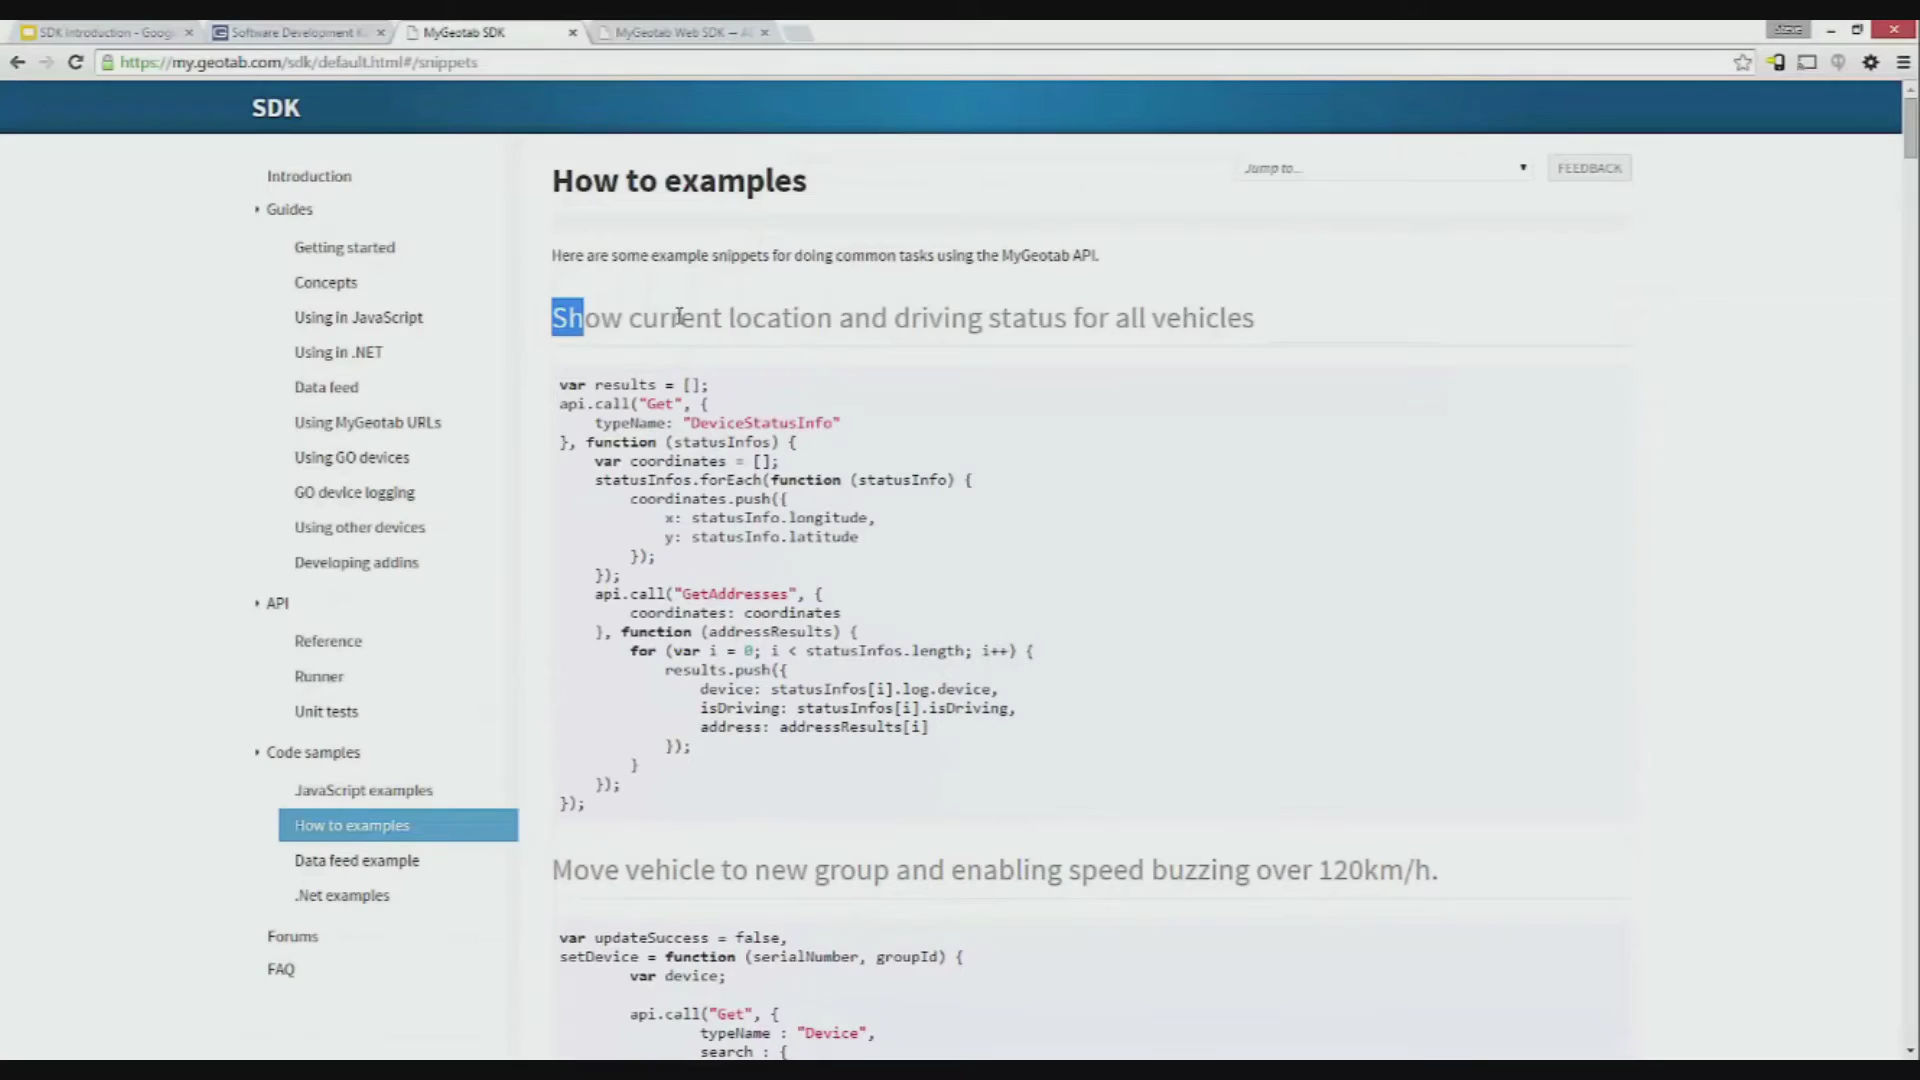 SDK Introduction - Goog
Software Development K
MyGeotab SDK
MyGeotab Web SDK —
https://my.geotab.com/sdk/default.html#/snippets
SDK
Introduction
Guides
Getting started
Concepts
Using in JavaScript
Using in .NET
Data feed
Using MyGeotab URLs
Using GO devices
GO device logging
Using other devices
Developing addins
API
Reference
Runner
Unit tests
Code samples
JavaScript examples
How to examples
Data feed example
.Net examples
Forums
FAQ
How to examples
Jump to...
FEEDBACK
Here are some example snippets for doing common tasks using the MyGeotab API.
Show current location and driving status for all vehicles
var results = [];
api.call("Get", {
typeName: "DeviceStatusInfo"
}, function (statusInfos) {
var coordinates = [];
statusInfos.forEach(function (statusInfo) {
coordinates.push({
x: statusInfo.longitude,
y: statusInfo.latitude
});
});
api.call("GetAddresses", {
coordinates: coordinates
}, function (addressResults) {
for (var i = 0; i < statusInfos.length; i++) {
results.push({
device: statusInfos[i].log.device,
isDriving: statusInfos[i].isDriving,
address: addressResults[i]
});
}
});
});
Move vehicle to new group and enabling speed buzzing over 120km/h.
var updateSuccess = false,
setDevice = function (serialNumber, groupId) {
var device;
api.call("Get", {
typeName : "Device",
search : {